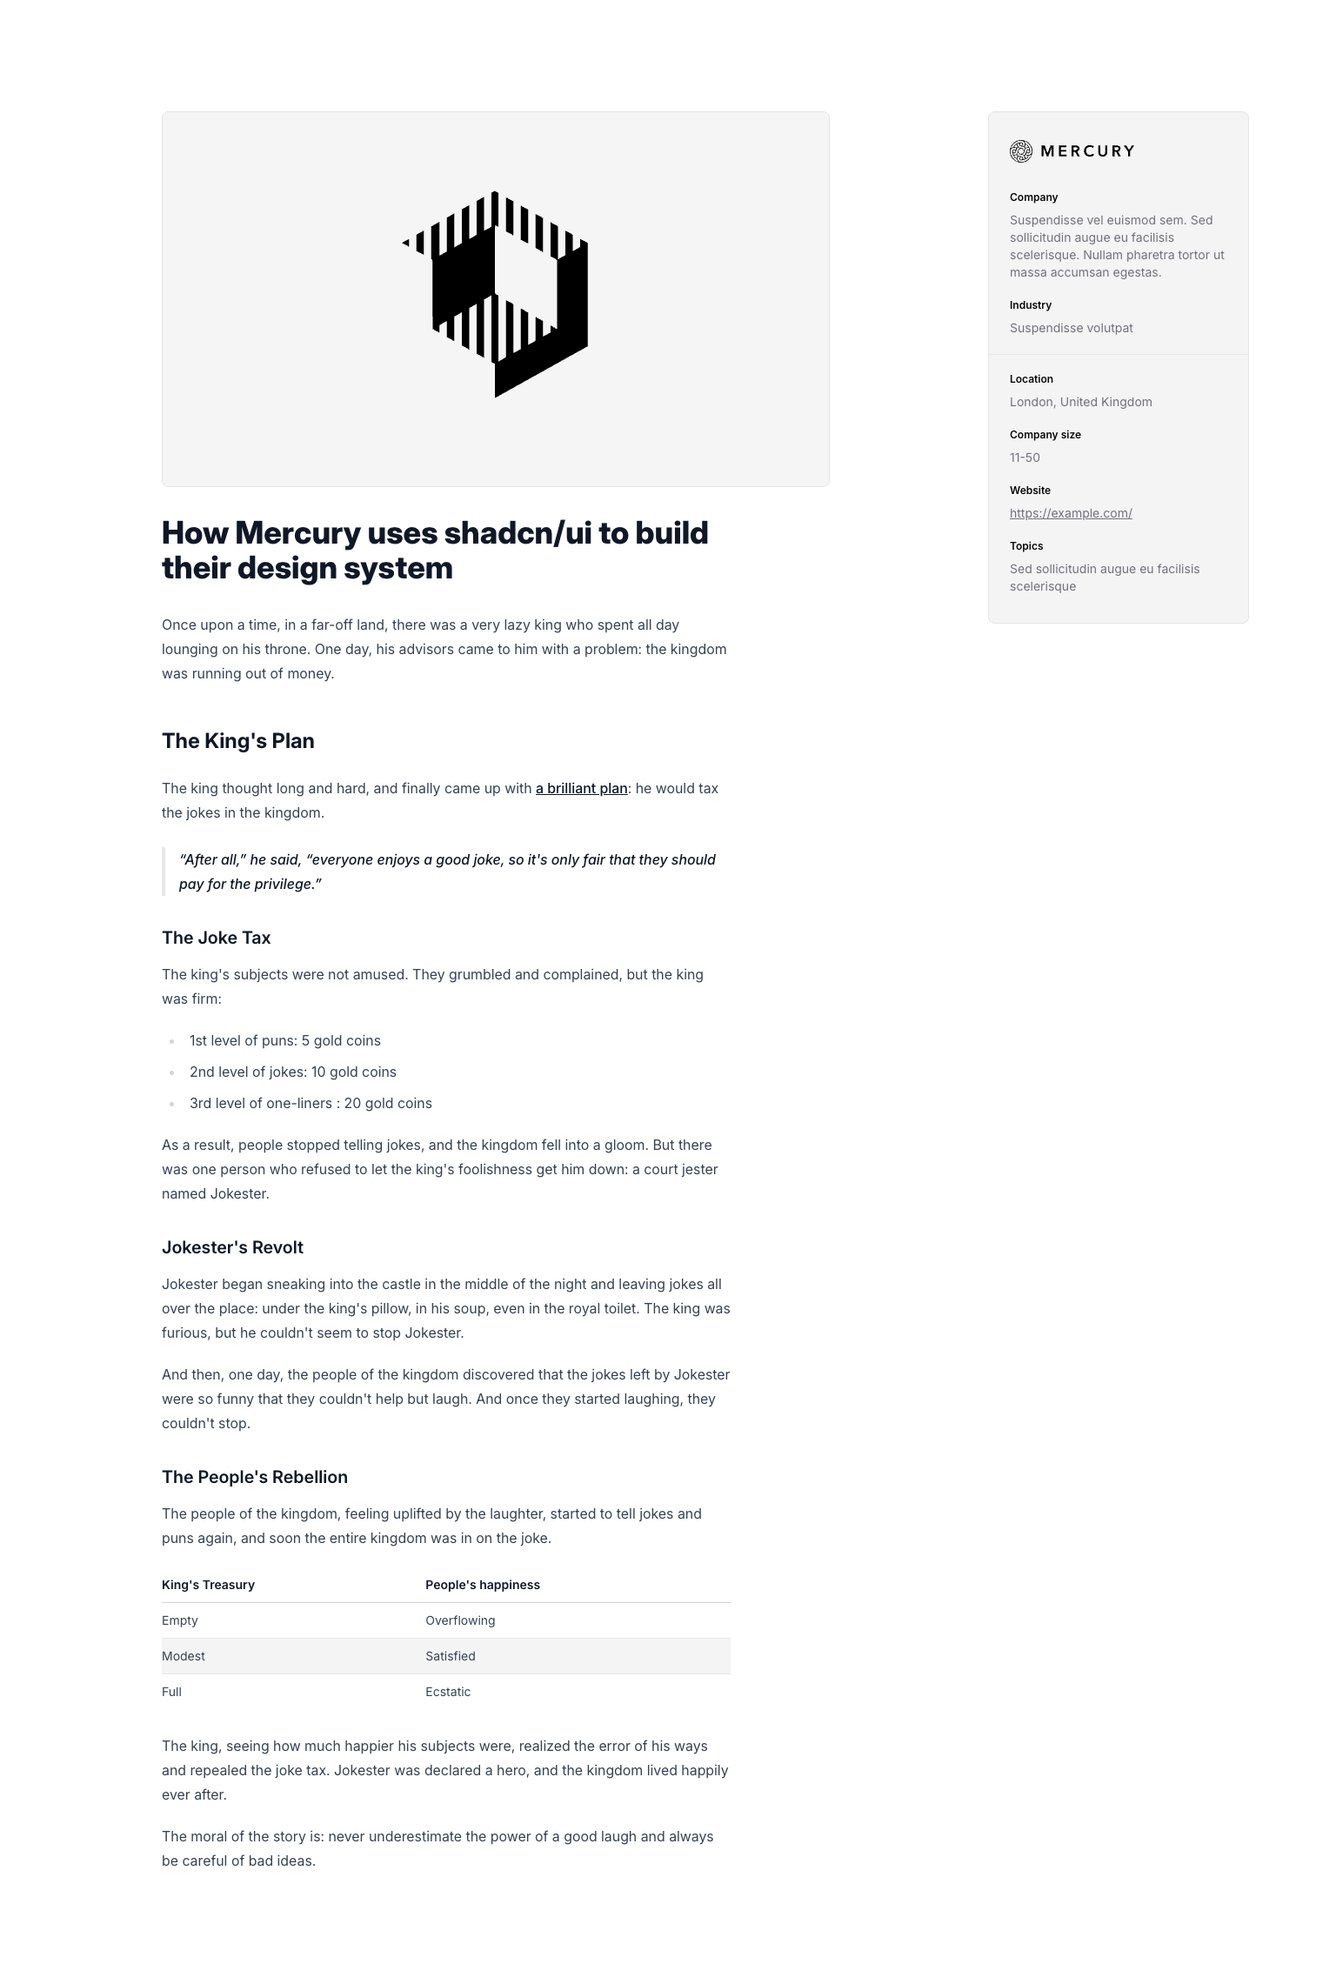 How Mercury uses shadcn/ui to build
their design system
Once upon a time, in a far-off land, there was a very lazy king who spent all day
lounging on his throne. One day, his advisors came to him with a problem: the kingdom
was running out of money.
The King's Plan
The king thought long and hard, and finally came up with a brilliant plan: he would tax
the jokes in the kingdom.
“After all,” he said, “everyone enjoys a good joke, so it's only fair that they should
pay for the privilege.”
The Joke Tax
The king's subjects were not amused. They grumbled and complained, but the king
was firm:
1st level of puns: 5 gold coins
2nd level of jokes: 10 gold coins
3rd level of one-liners : 20 gold coins
As a result, people stopped telling jokes, and the kingdom fell into a gloom. But there
was one person who refused to let the king's foolishness get him down: a court jester
named Jokester.
Jokester's Revolt
Jokester began sneaking into the castle in the middle of the night and leaving jokes all
over the place: under the king's pillow, in his soup, even in the royal toilet. The king was
furious, but he couldn't seem to stop Jokester.
And then, one day, the people of the kingdom discovered that the jokes left by Jokester
were so funny that they couldn't help but laugh. And once they started laughing, they
couldn't stop.
The People's Rebellion
The people of the kingdom, feeling uplifted by the laughter, started to tell jokes and
puns again, and soon the entire kingdom was in on the joke.
King's Treasury People's happiness
Empty Overflowing
Modest Satisfied
Full Ecstatic
The king, seeing how much happier his subjects were, realized the error of his ways
and repealed the joke tax. Jokester was declared a hero, and the kingdom lived happily
ever after.
The moral of the story is: never underestimate the power of a good laugh and always
be careful of bad ideas.
MERCURY
Company
Suspendisse vel euismod sem. Sed
sollicitudin augue eu facilisis
scelerisque. Nullam pharetra tortor ut
massa accumsan egestas.
Industry
Suspendisse volutpat
Location
London, United Kingdom
Company size
11-50
Website
https://example.com/
Topics
Sed sollicitudin augue eu facilisis
scelerisque